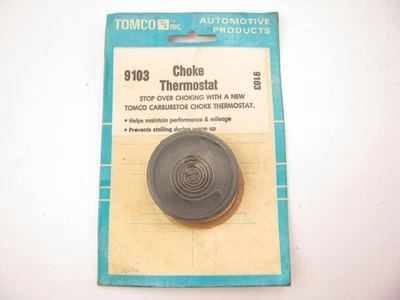 TOMCO INC. AUTOMOTIVE PRODUCTS
9103 Choke Thermostat 9103
STOP OVER CHOKING WITH A NEW
TOMCO CARBURETOR CHOKE THERMOSTAT.
• Helps maintain performance & mileage
• Prevents stalling during warm up